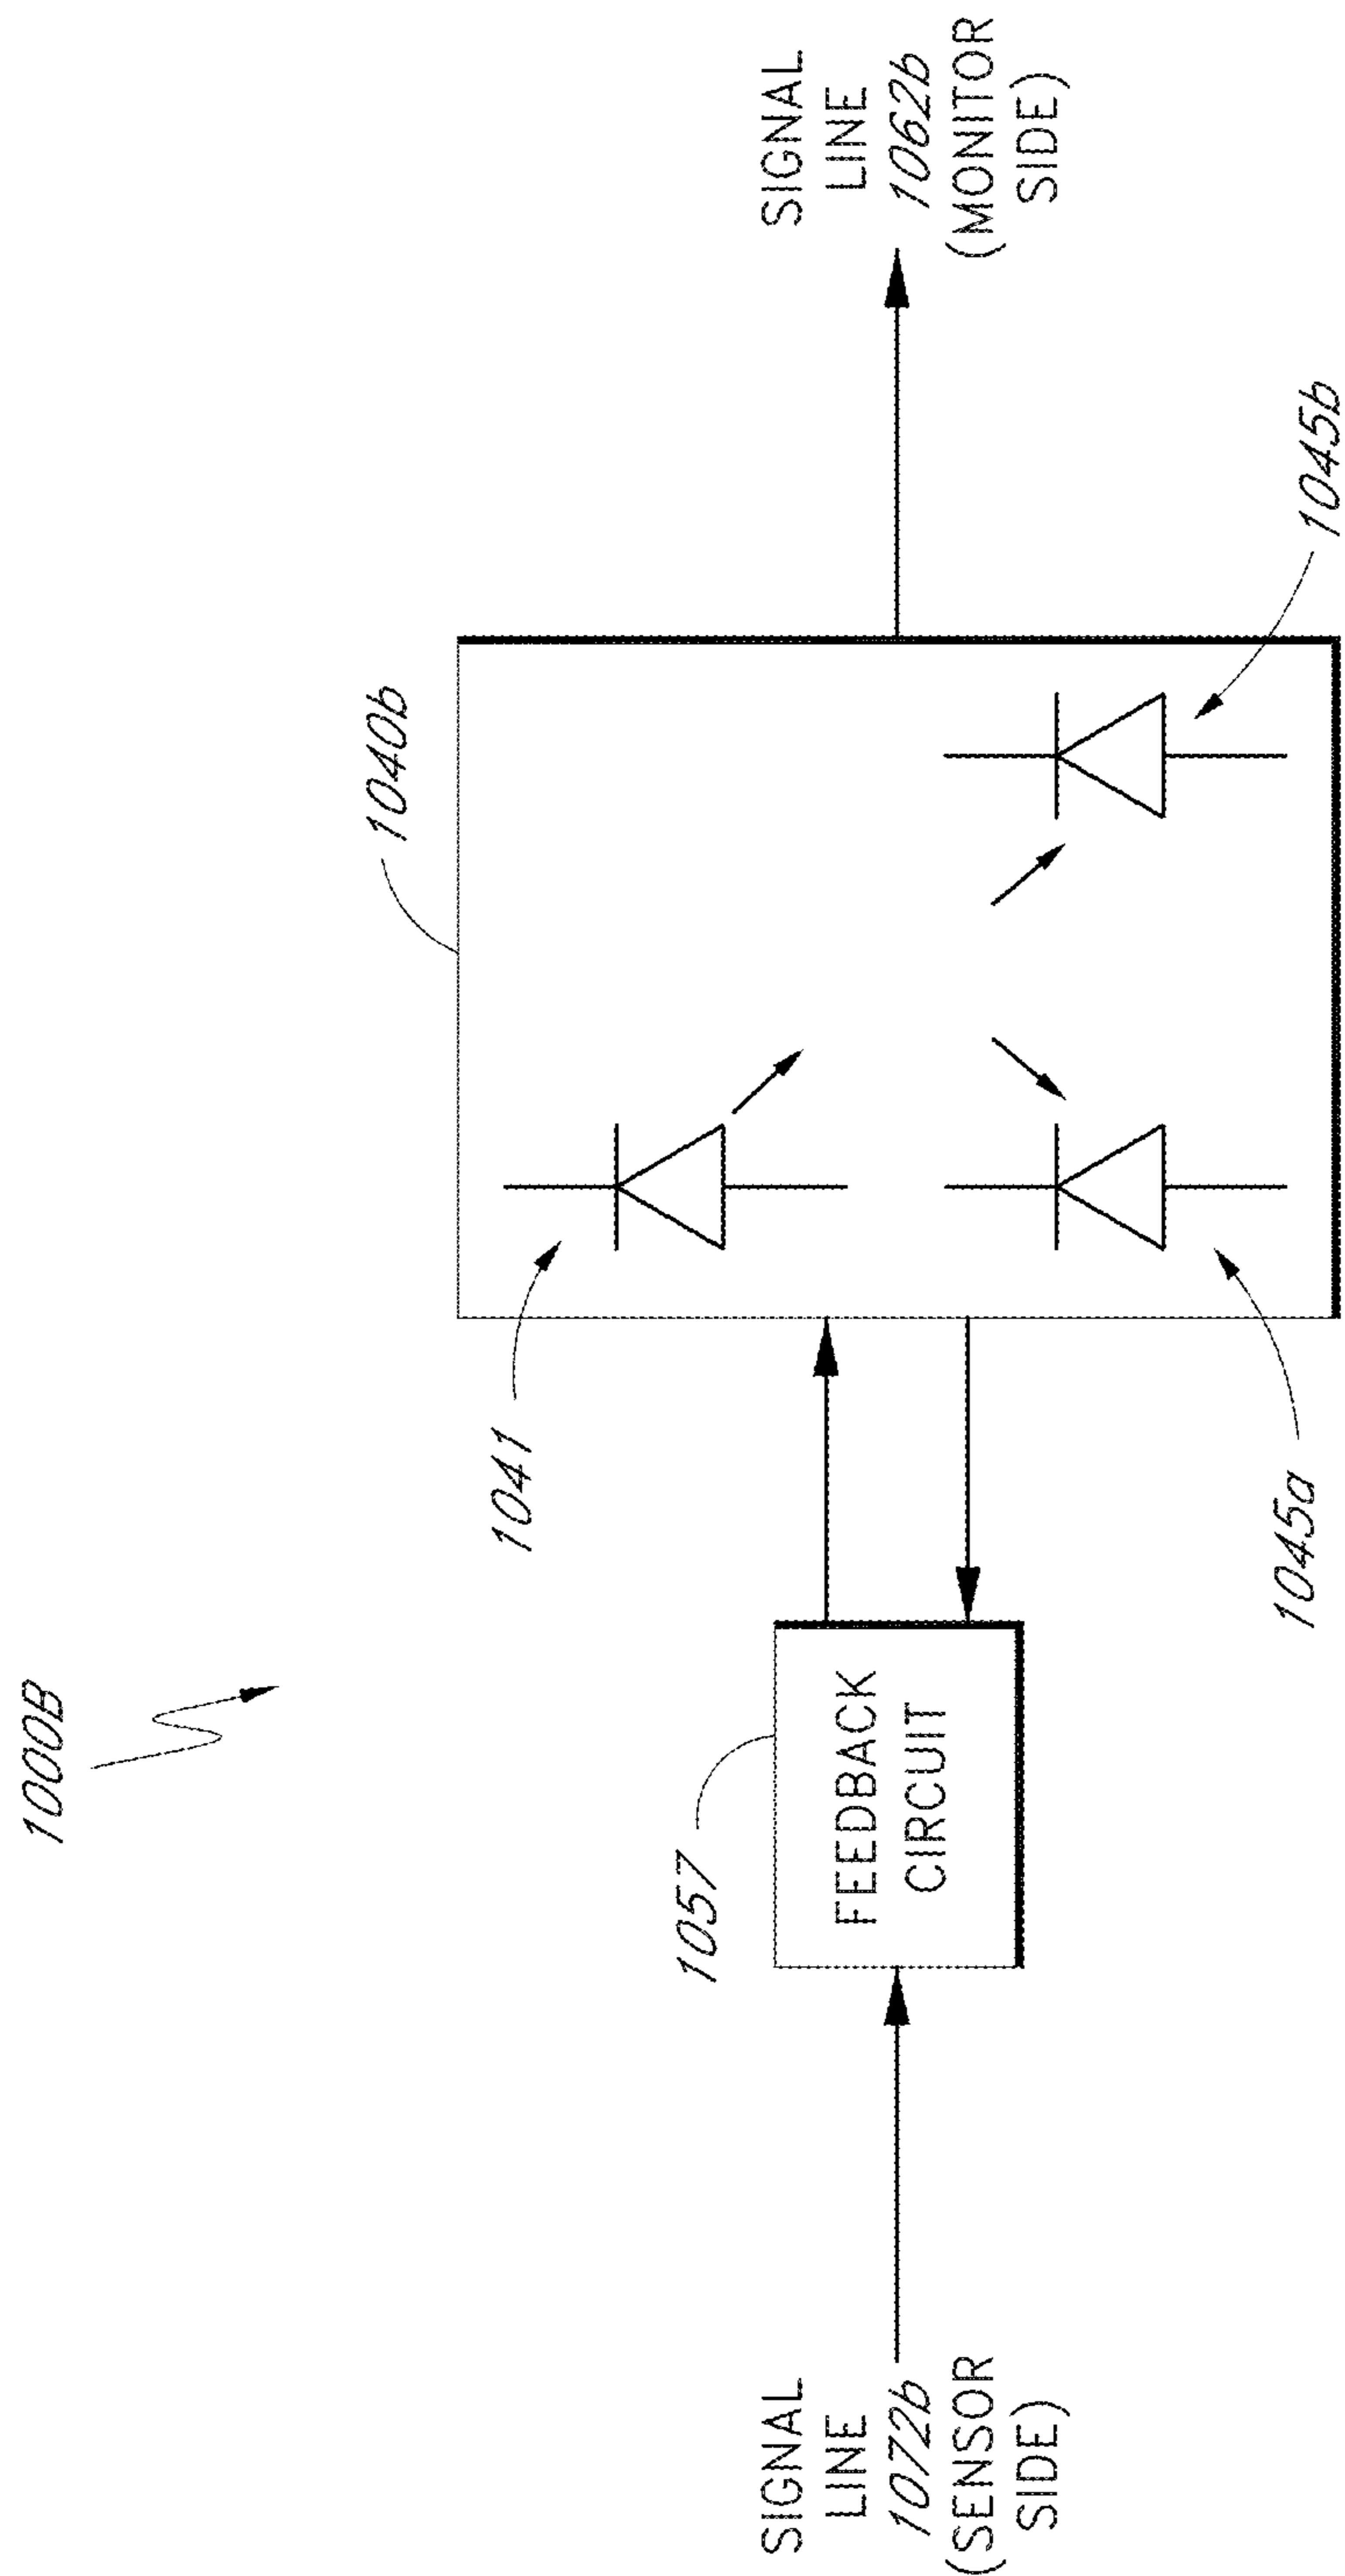 1000B
1040b
1041
1057
FEEDBACK
CIRCUIT
SIGNAL
LINE
1072b
(SENSOR
SIDE)
SIGNAL
LINE
1062b
(MONITOR
SIDE)
1045a
1045b